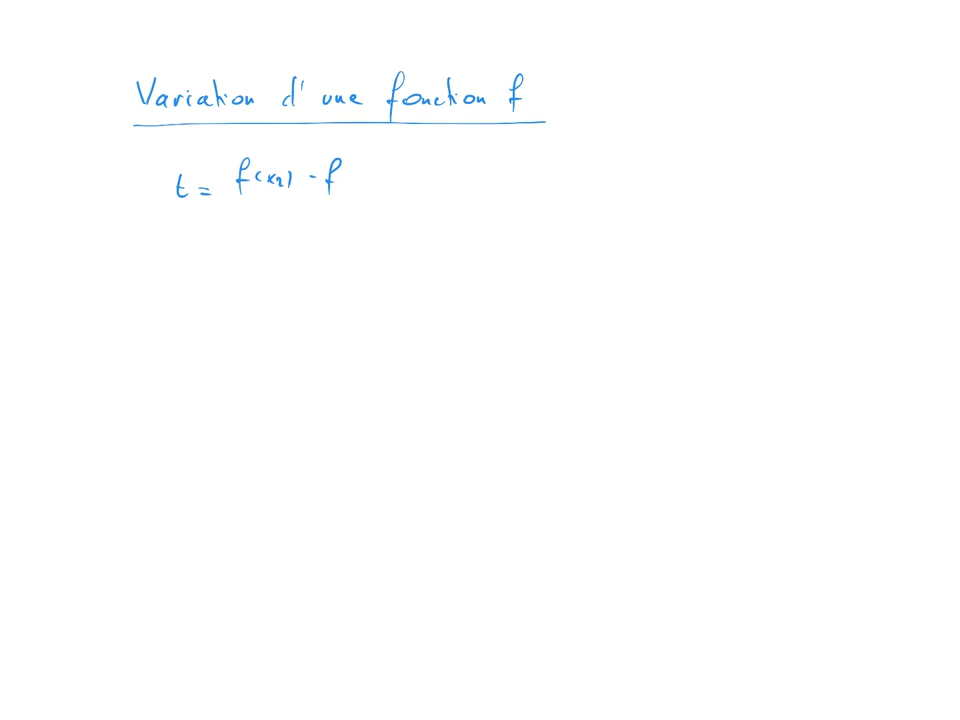 Variation d'une fonction f
t = f(x2) - f